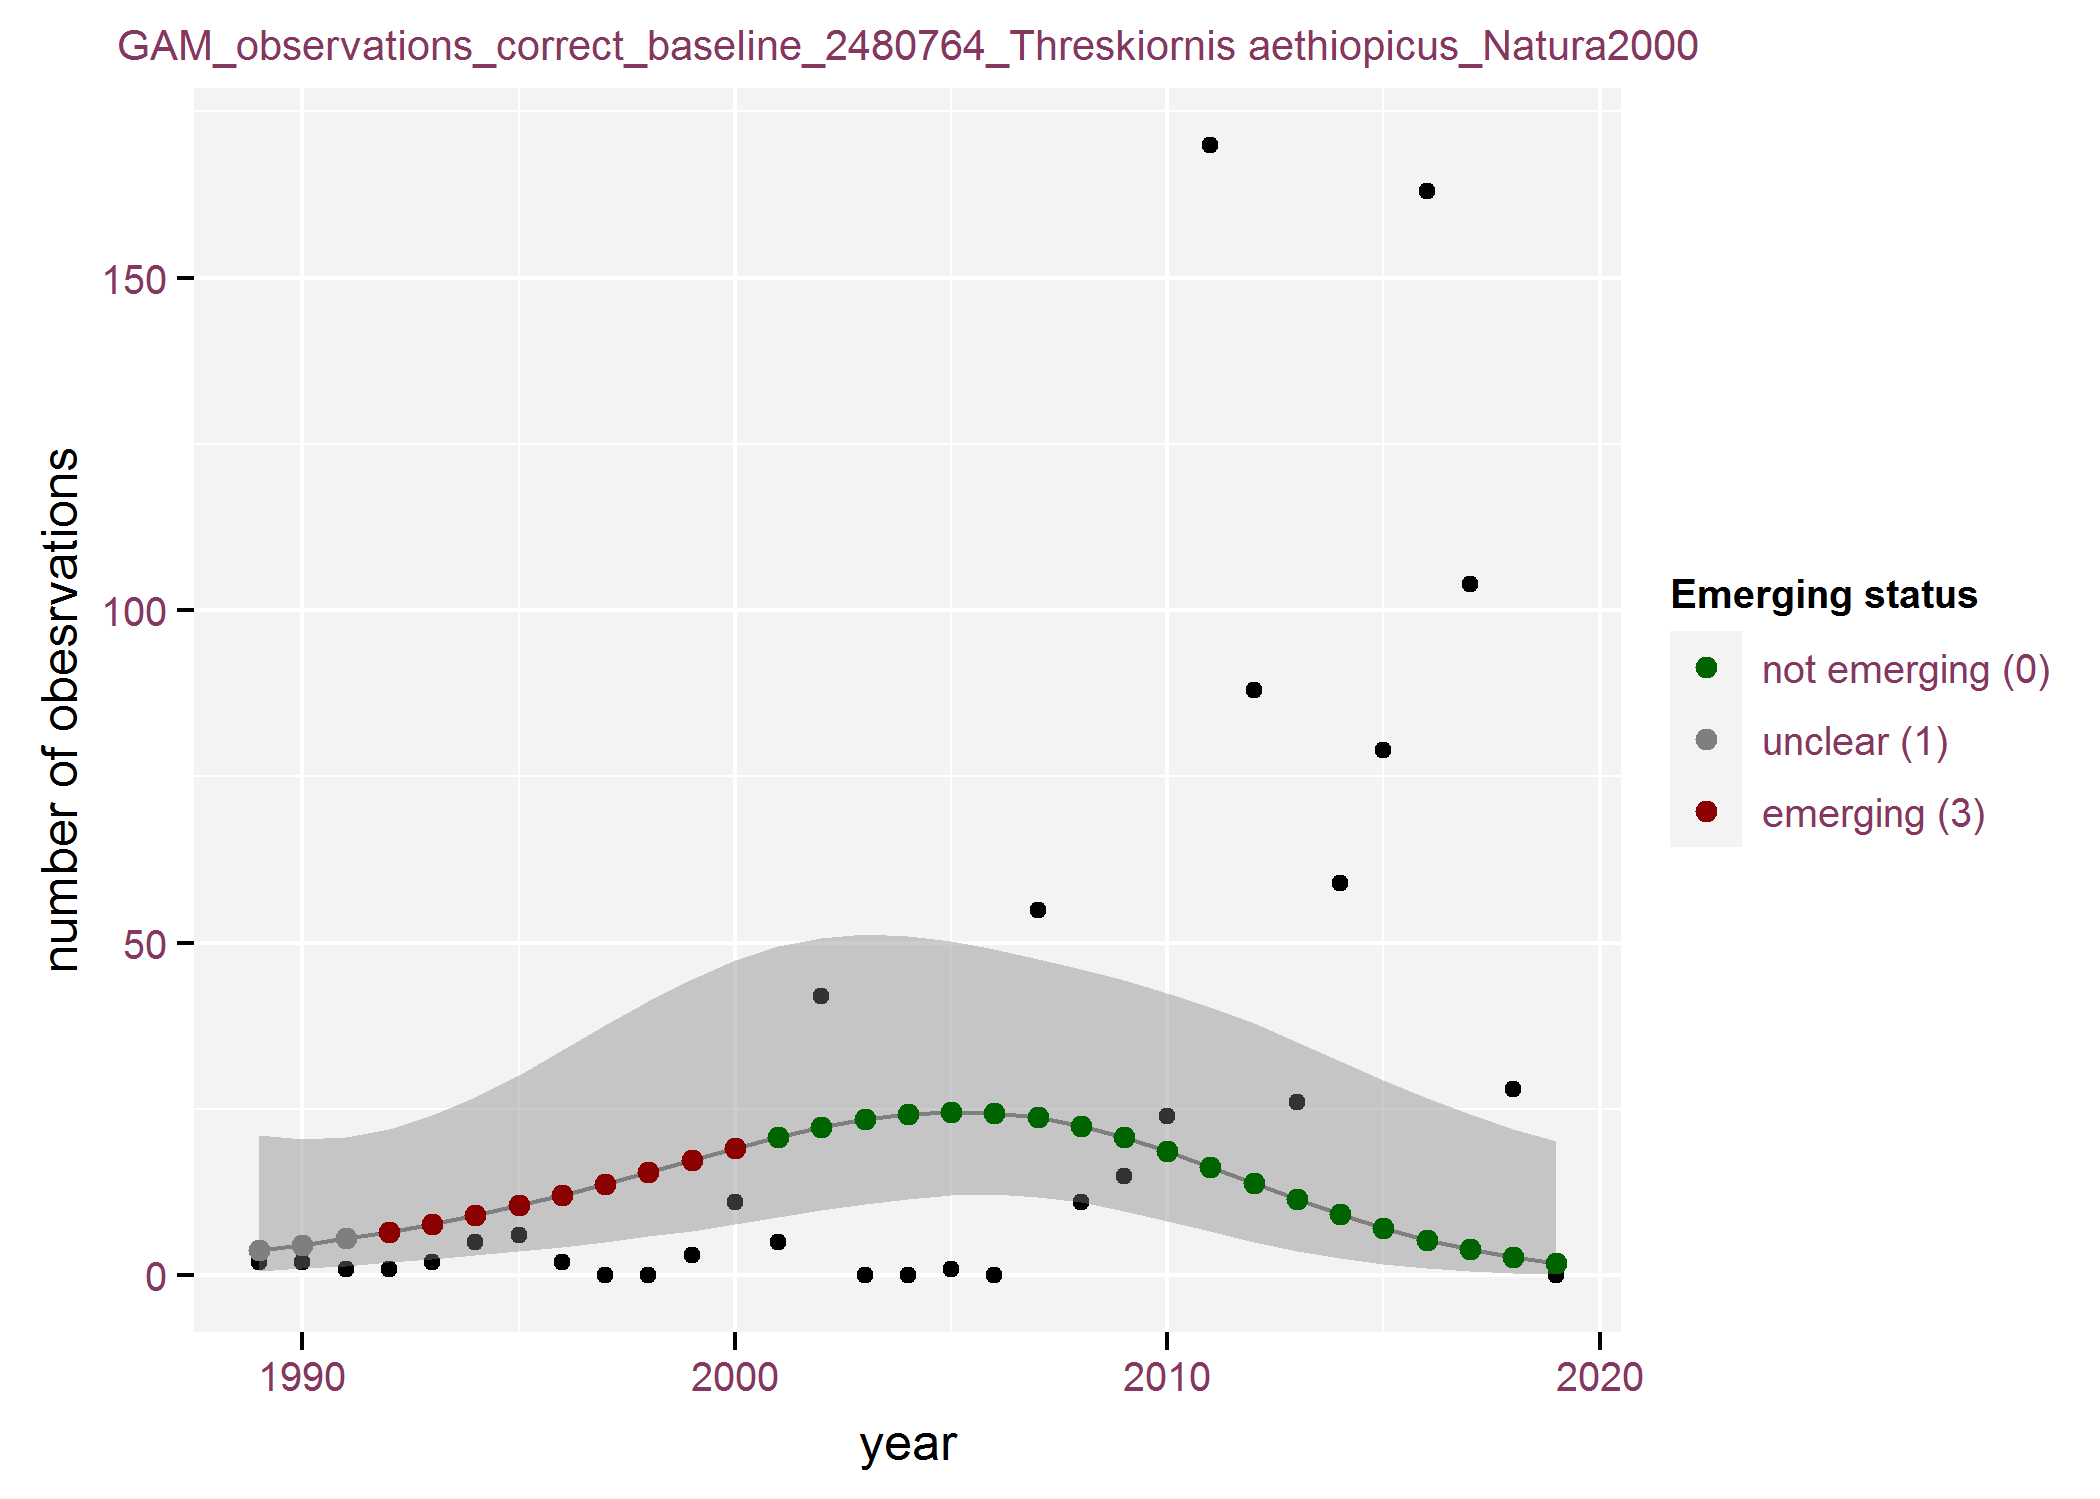 GAM_observations_correct_baseline_2480764_Threskiornis aethiopicus_Natura2000
number of obesrvations
150
100
50
0
1990
2000
2010
2020
year
Emerging status
not emerging (0)
unclear (1)
emerging (3)